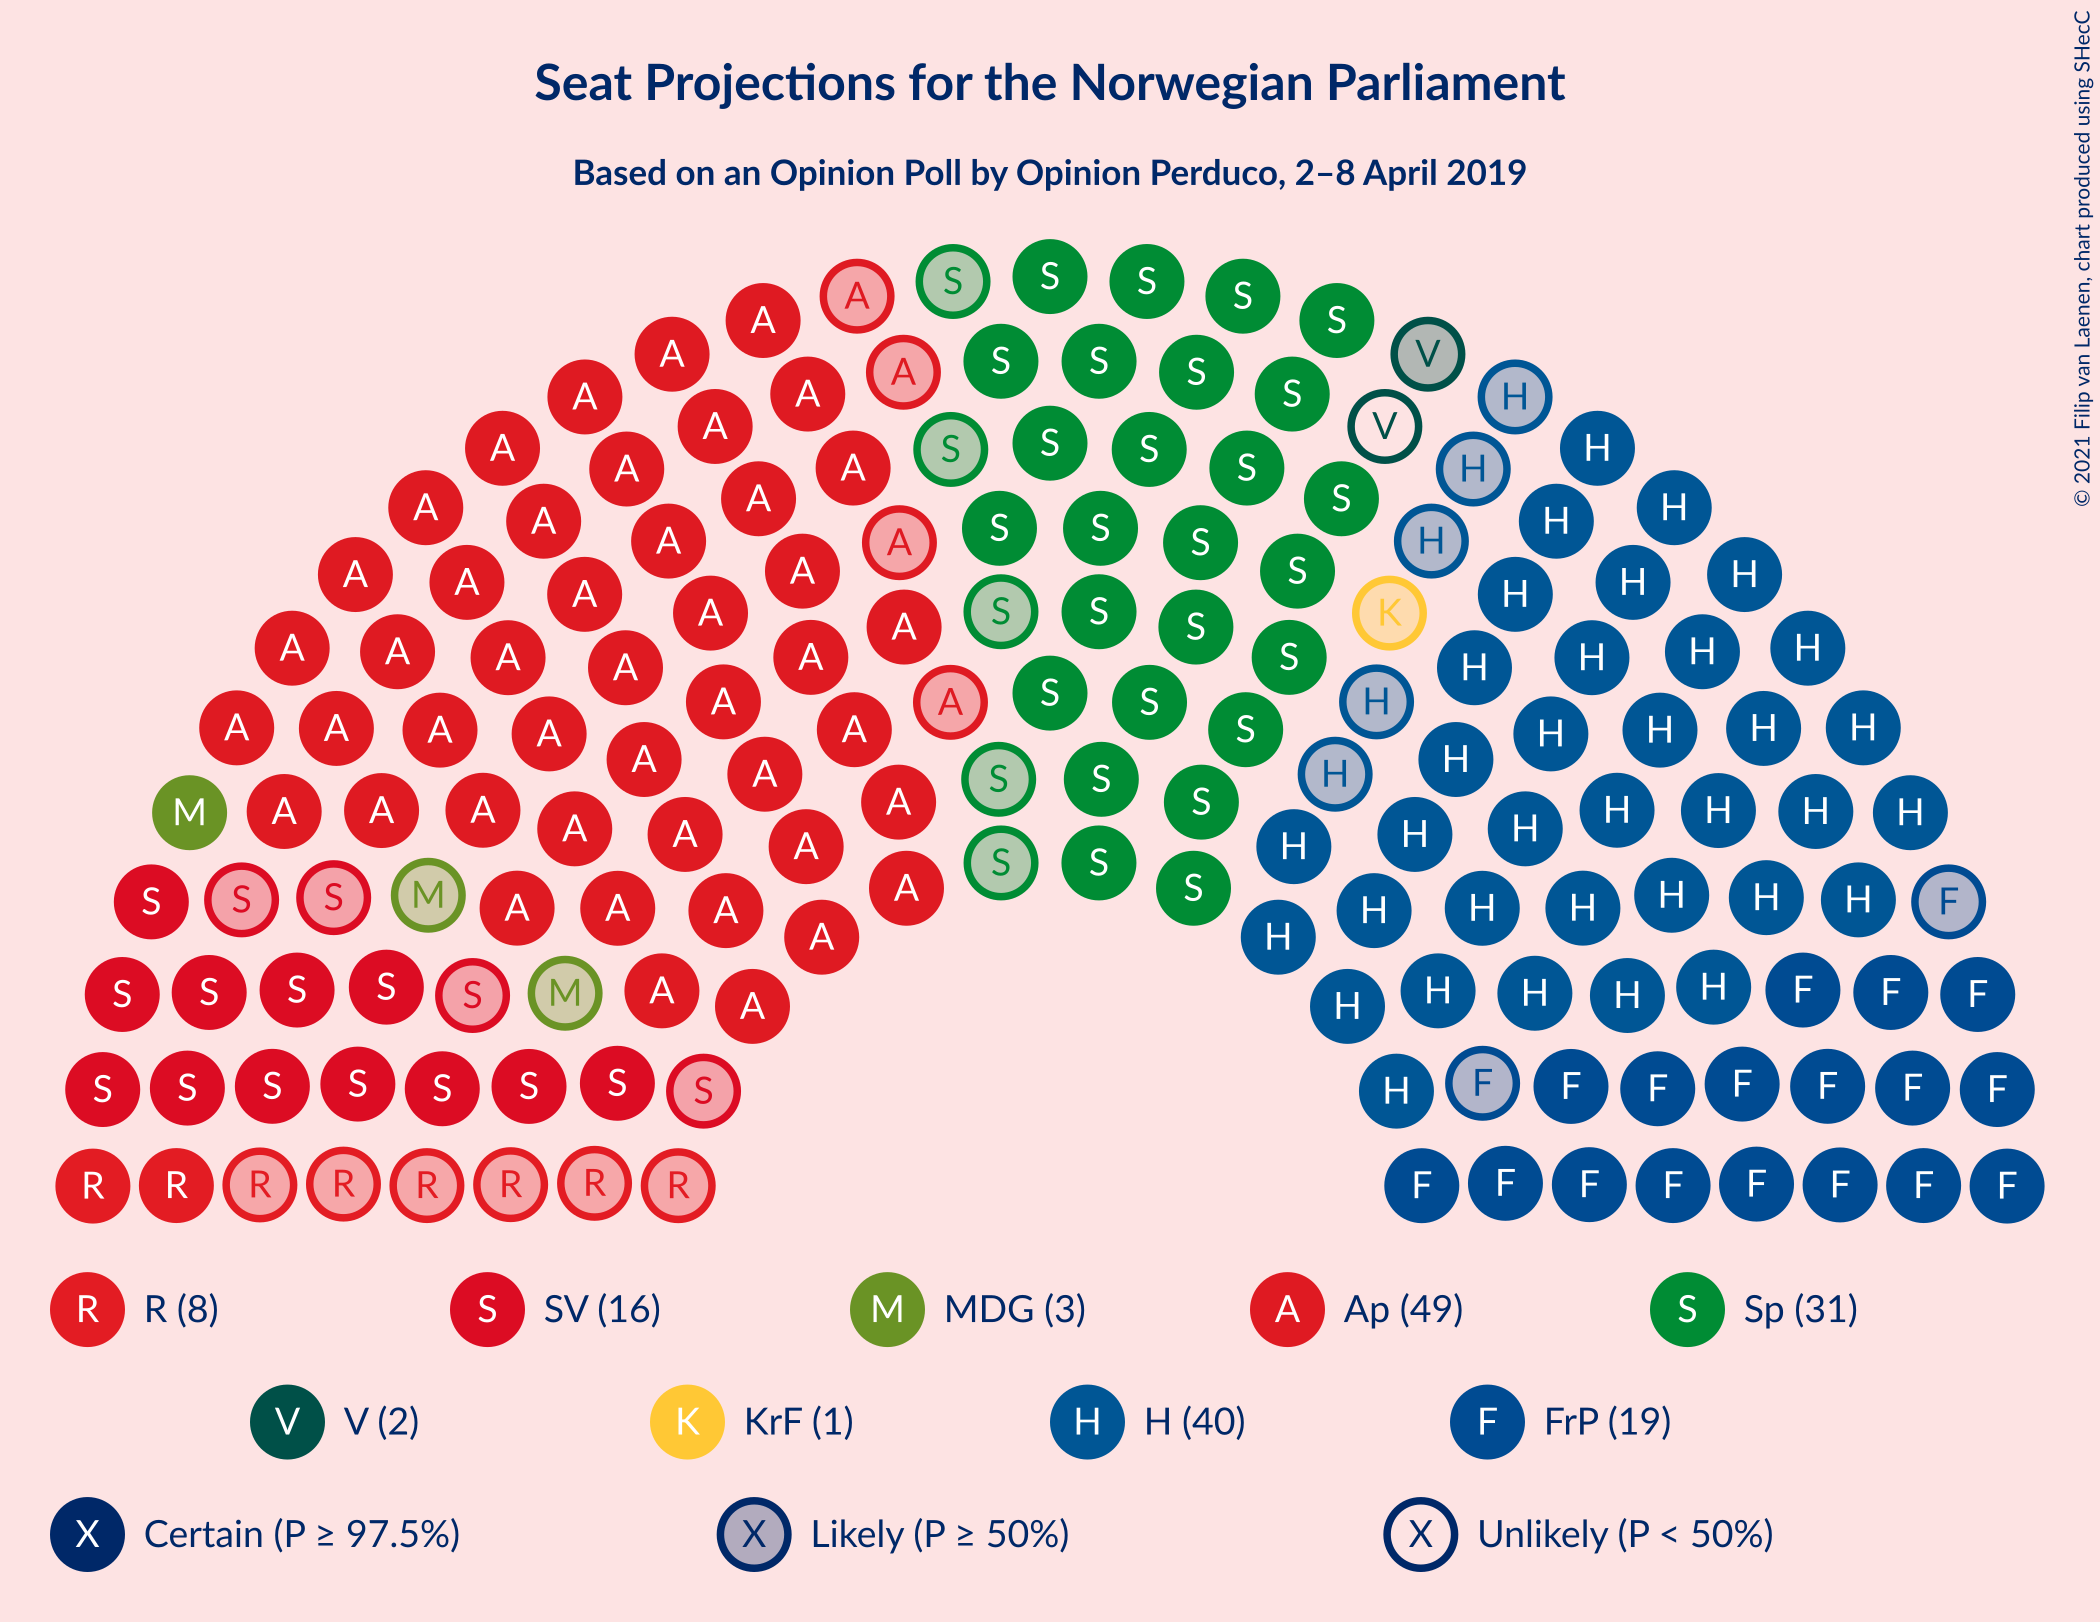 Seat Projections for the Norwegian Parliament
Based on an Opinion Poll by Opinion Perduco, 2–8 April 2019
© 2021 Filip van Laenen, chart produced using SHecC
R R (8) S SV (16) M MDG (3) A Ap (49) S Sp (31)
V V (2) K KrF (1) H H (40) F FrP (19)
X Certain (P ≥ 97.5%) X Likely (P ≥ 50%) X Unlikely (P < 50%)